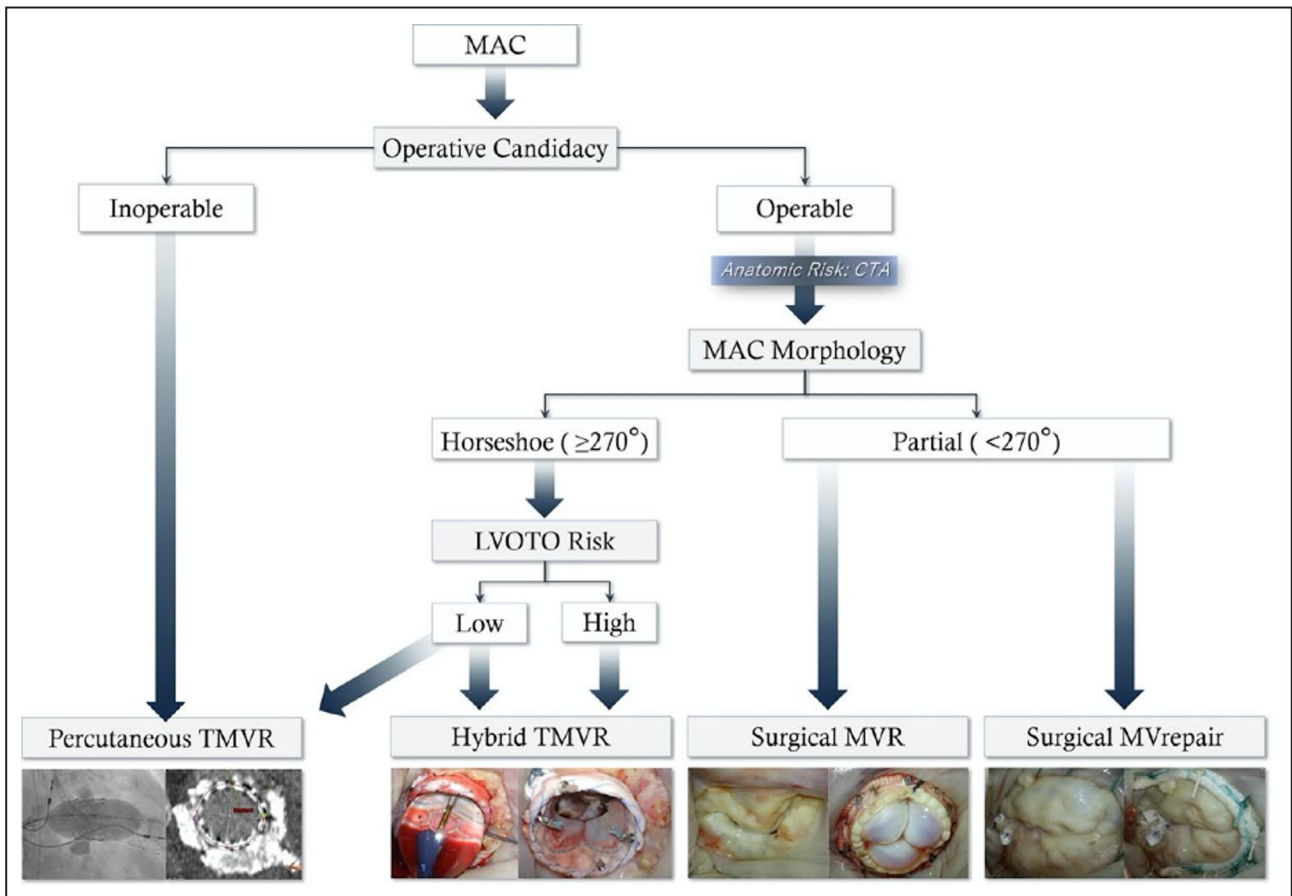 MAC
Operative Candidacy
Inoperable
Operable
Anatomic Risk: CTA
MAC Morphology
Horseshoe ( ≥270°)
Partial ( <270°)
LVOTO Risk
Low
High
Percutaneous TMVR
Hybrid TMVR
Surgical MVR
Surgical MVrepair